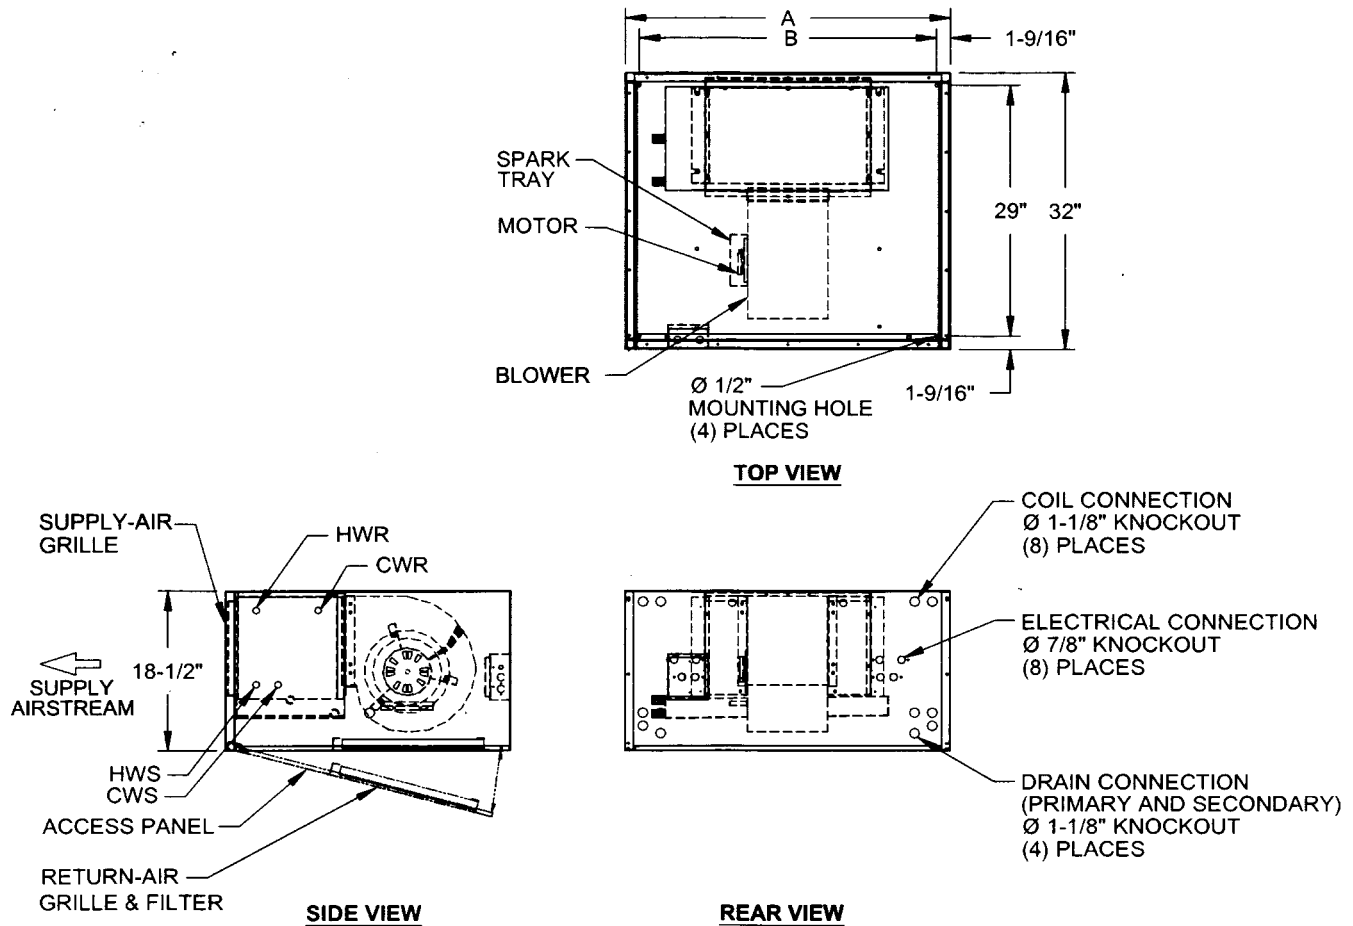 A
B
1-9/16"
SPARK
TRAY
MOTOR
29"
32"
BLOWER
Ø 1/2"
MOUNTING HOLE
(4) PLACES
1-9/16"
TOP VIEW
SUPPLY-AIR
GRILLE
HWR
CWR
18-1/2"
SUPPLY
AIRSTREAM
HWS
CWS
ACCESS PANEL
RETURN-AIR
GRILLE & FILTER
SIDE VIEW
COIL CONNECTION
Ø 1-1/8" KNOCKOUT
(8) PLACES
ELECTRICAL CONNECTION
Ø 7/8" KNOCKOUT
(8) PLACES
DRAIN CONNECTION
(PRIMARY AND SECONDARY)
Ø 1-1/8" KNOCKOUT
(4) PLACES
REAR VIEW